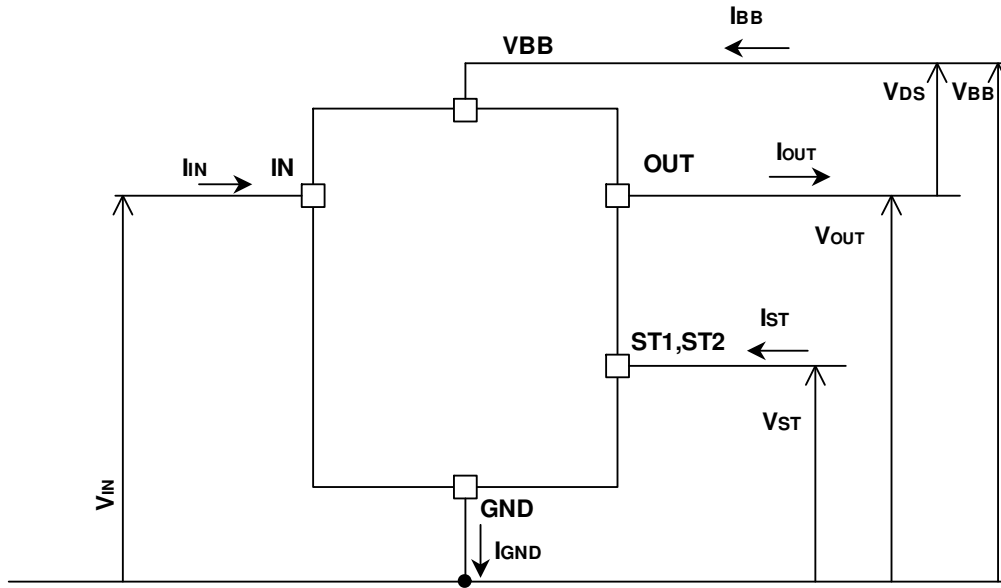 IBB
VBB
VDS
VBB
IIN
IN
OUT
IOUT
VOUT
ST1,ST2
IST
VST
VIN
GND
IGND